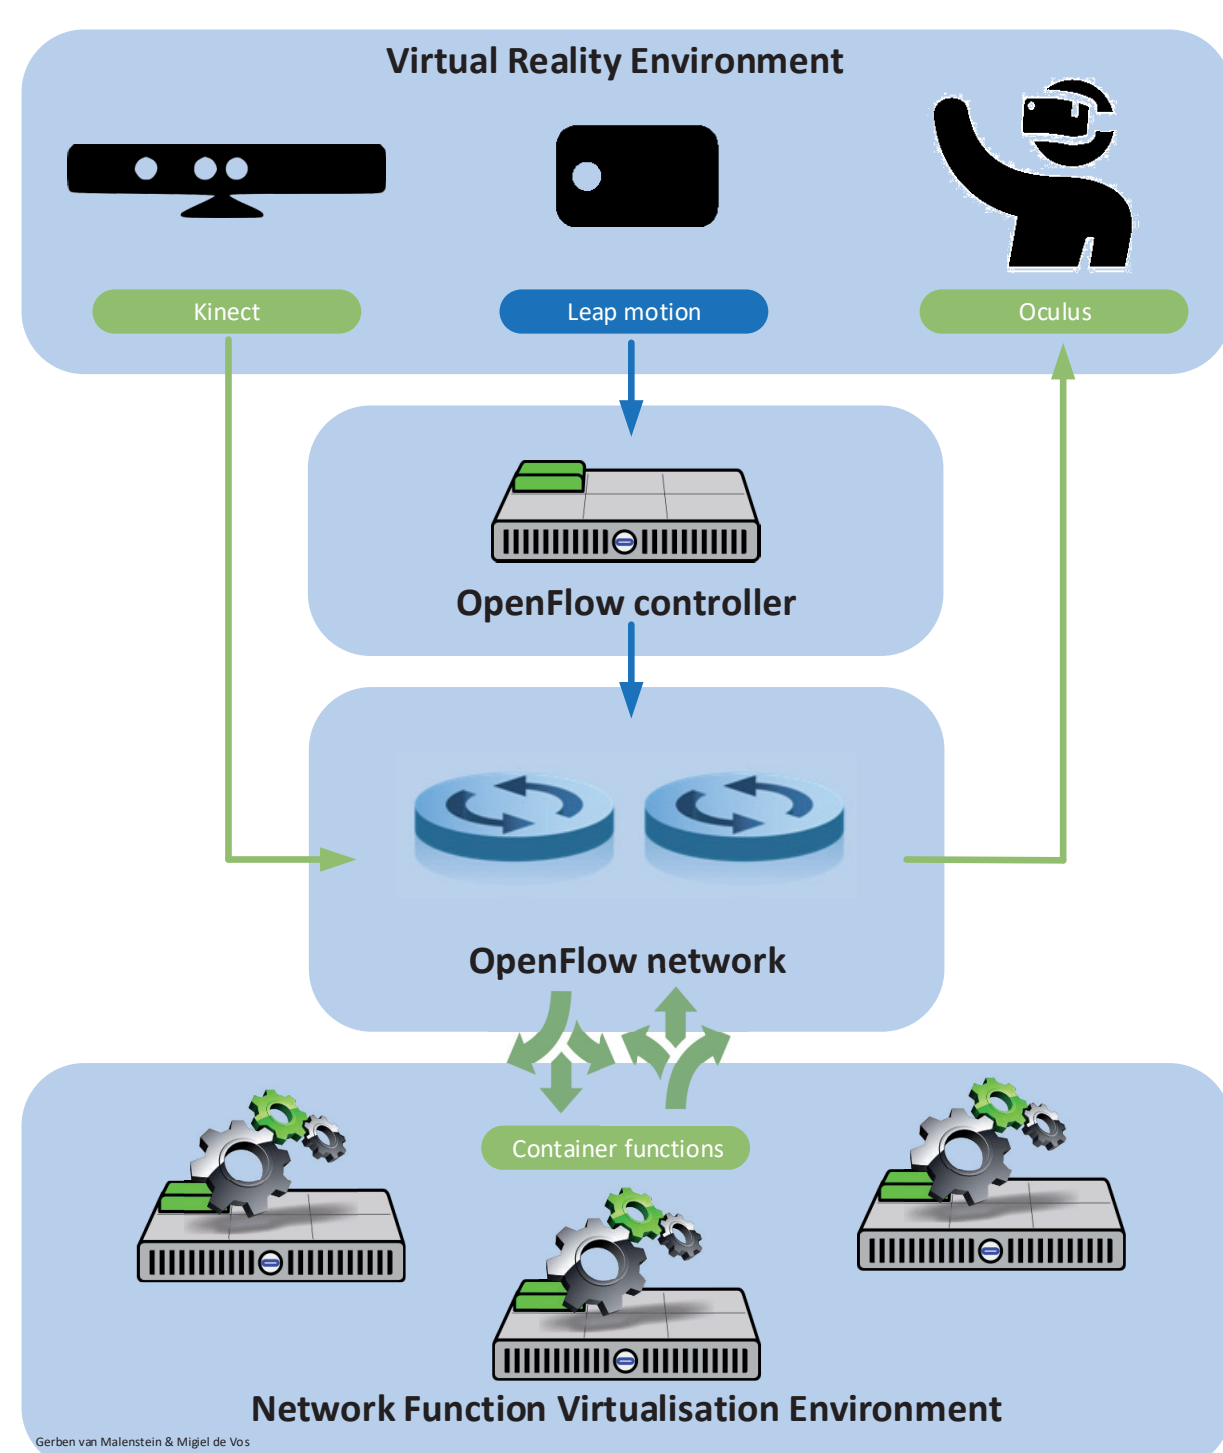 Virtual Reality Environment
Kinect
Leap motion
Oculus
OpenFlow controller
OpenFlow network
Container functions
Network Function Virtualisation Environment
Gerben van Malenstein & Migiel de Vos